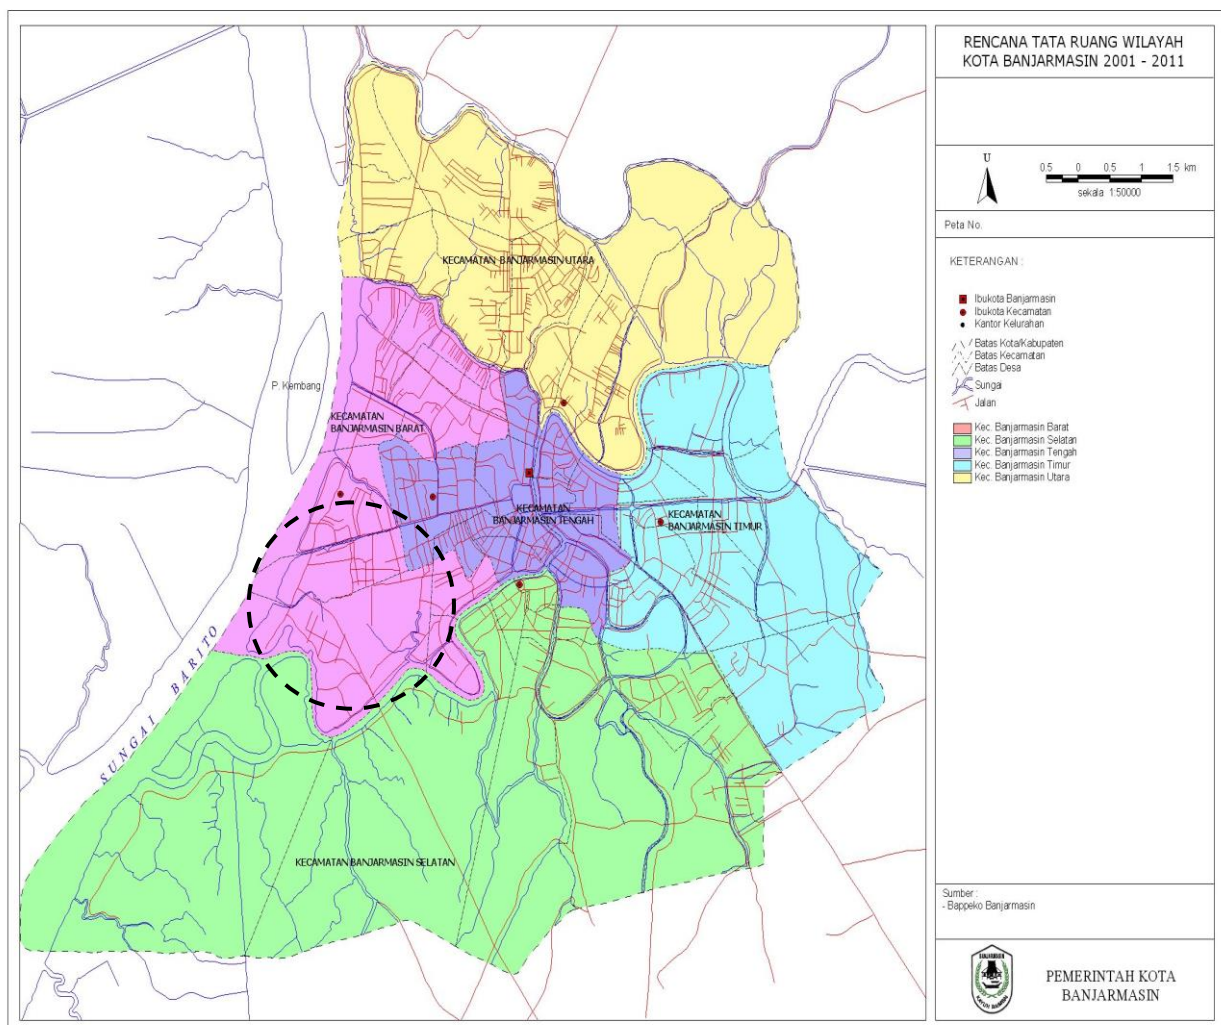 RENCANA TATA RUANG WILAYAH
KOTA BANJARMASIN 2001 - 2011
U
0.5 0 0.5 1 1.5 km
sekala 1:50000
Peta No.
KETERANGAN :
Ibukota Banjarmasin
Ibukota Kecamatan
Kantor Kelurahan
Batas Kota/Kabupaten
Batas Kecamatan
Batas Desa
Sungai
Jalan
Kec. Banjarmasin Barat
Kec. Banjarmasin Selatan
Kec. Banjarmasin Tengah
Kec. Banjarmasin Timur
Kec. Banjarmasin Utara
Sumber :
- Bappeko Banjarmasin
PEMERINTAH KOTA
BANJARMASIN
KECAMATAN BANJARMASIN UTARA
P. Kembang
KECAMATAN
BANJARMASIN BARAT
KECAMATAN
BANJARMASIN TENGAH
KECAMATAN
BANJARMASIN TIMUR
SUNGAI BARITO
KECAMATAN BANJARMASIN SELATAN